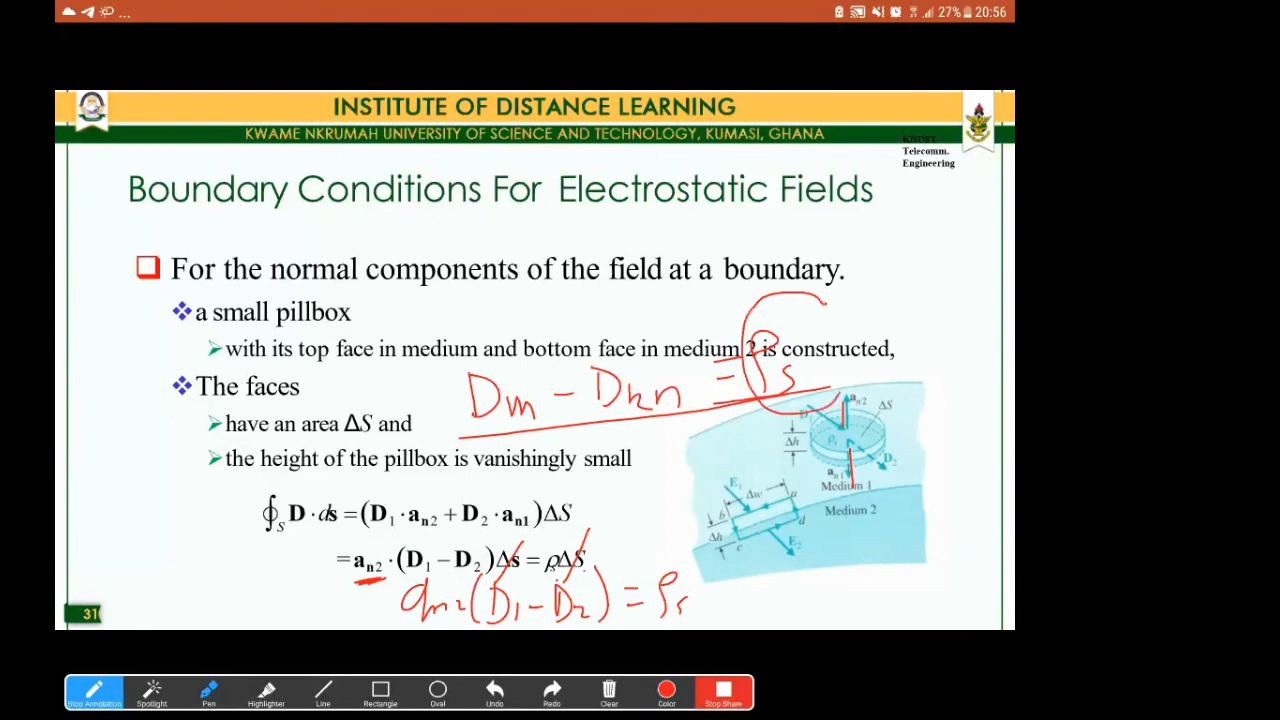 ... 27% 20:56
INSTITUTE OF DISTANCE LEARNING
KWAME NKRUMAH UNIVERSITY OF SCIENCE AND TECHNOLOGY, KUMASI, GHANA
KNUST
Telecomm.
Engineering
Boundary Conditions For Electrostatic Fields
For the normal components of the field at a boundary.
a small pillbox
with its top face in medium and bottom face in medium 2 is constructed,
The faces
have an area ΔS and
the height of the pillbox is vanishingly small
D₁ₙ − D₂ₙ = ρs
∮_S D · ds = (D₁ · aₙ₂ + D₂ · aₙ₁)ΔS
= aₙ₂ · (D₁ − D₂)Δs = ρsΔS.
aₙ₂(D₁ − D₂) = ρs
aₙ₂ ΔS
Δh ρs
D₂
aₙ₁
Medium 1
Medium 2
E₁ Δw a
b d
Δh c E₂
31
Stop Annotation Spotlight Pen Highlighter Line Rectangle Oval Undo Redo Clear Color Stop Share